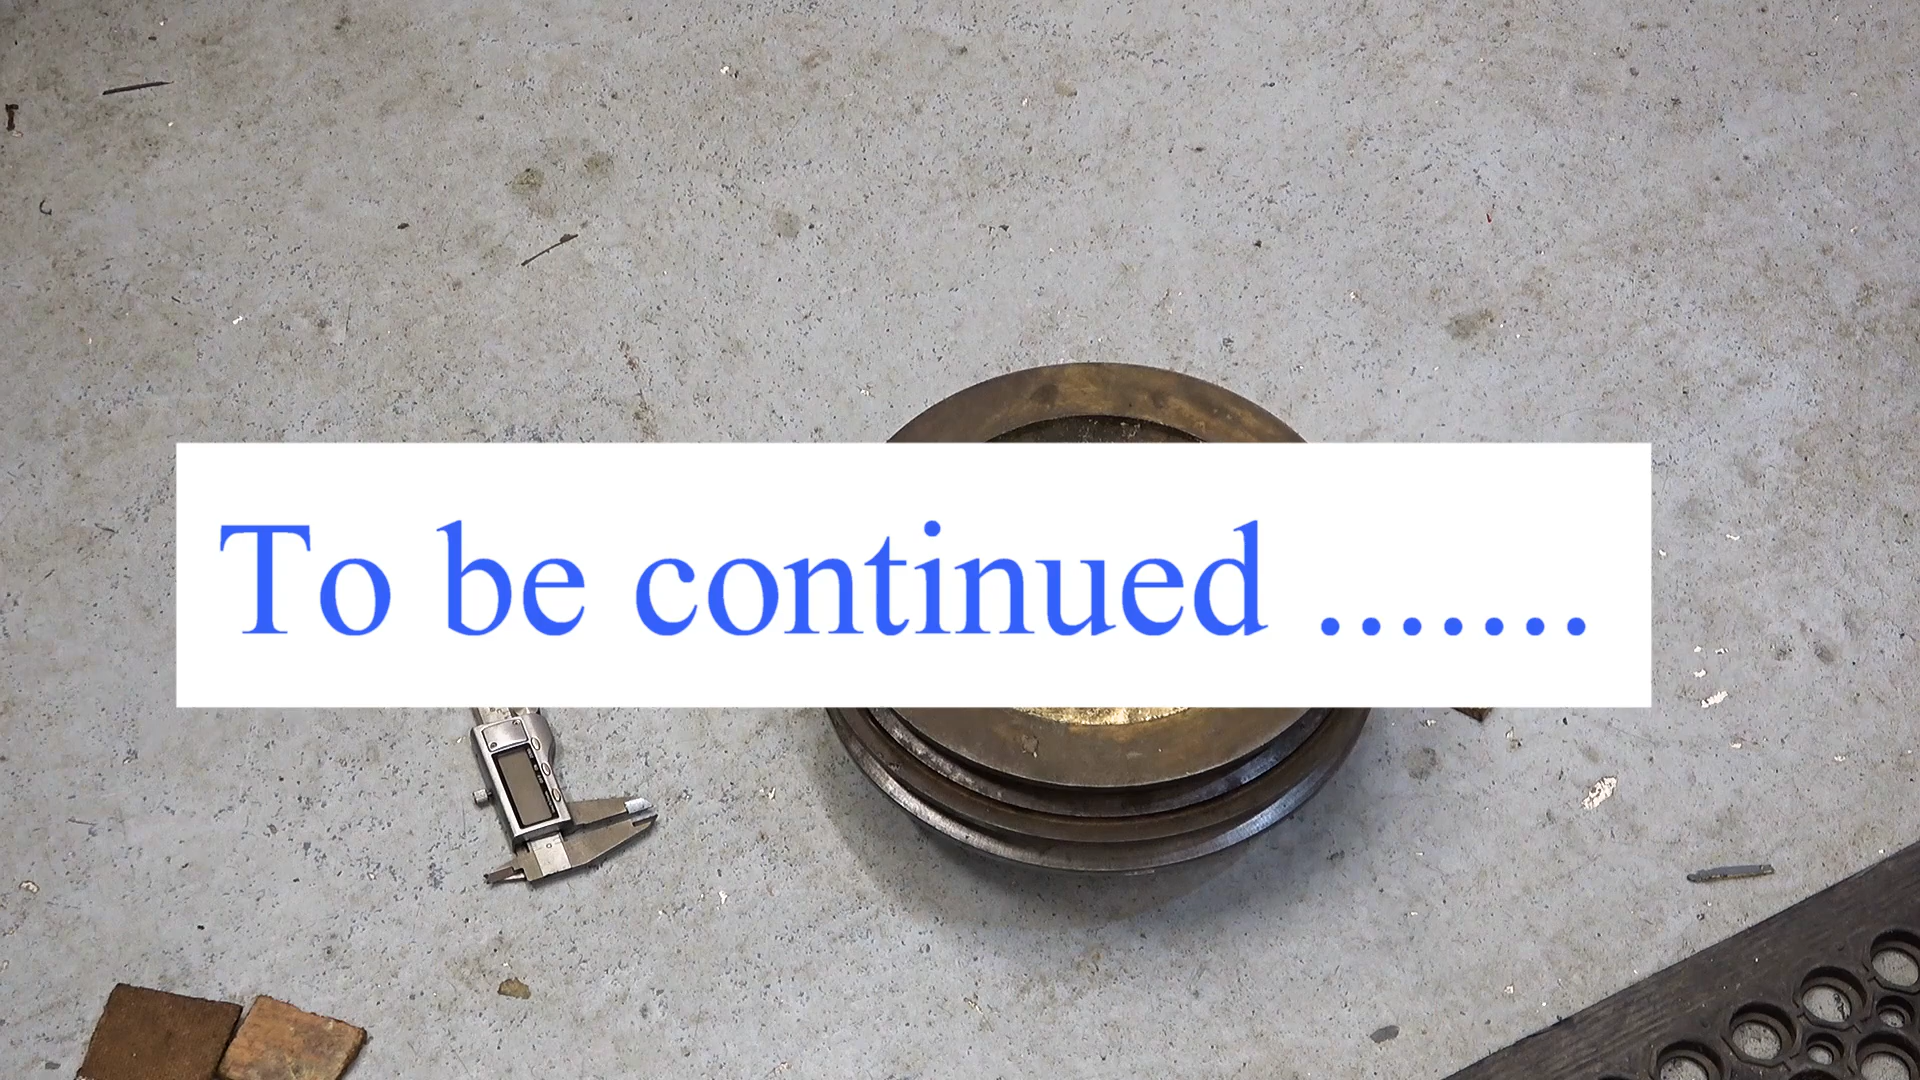 To be continued .......